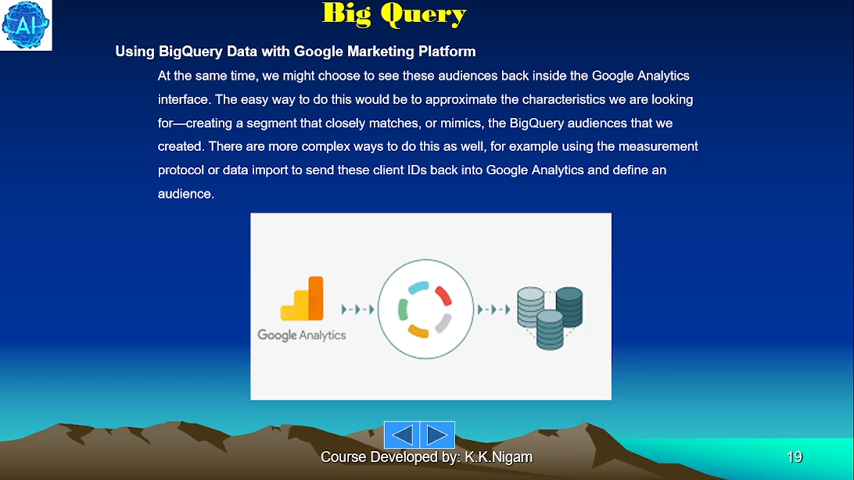 Big Query
AI
Using BigQuery Data with Google Marketing Platform
At the same time, we might choose to see these audiences back inside the Google Analytics
interface. The easy way to do this would be to approximate the characteristics we are looking
for—creating a segment that closely matches, or mimics, the BigQuery audiences that we
created. There are more complex ways to do this as well, for example using the measurement
protocol or data import to send these client IDs back into Google Analytics and define an
audience.
Google Analytics
Course Developed by: K.K.Nigam
19